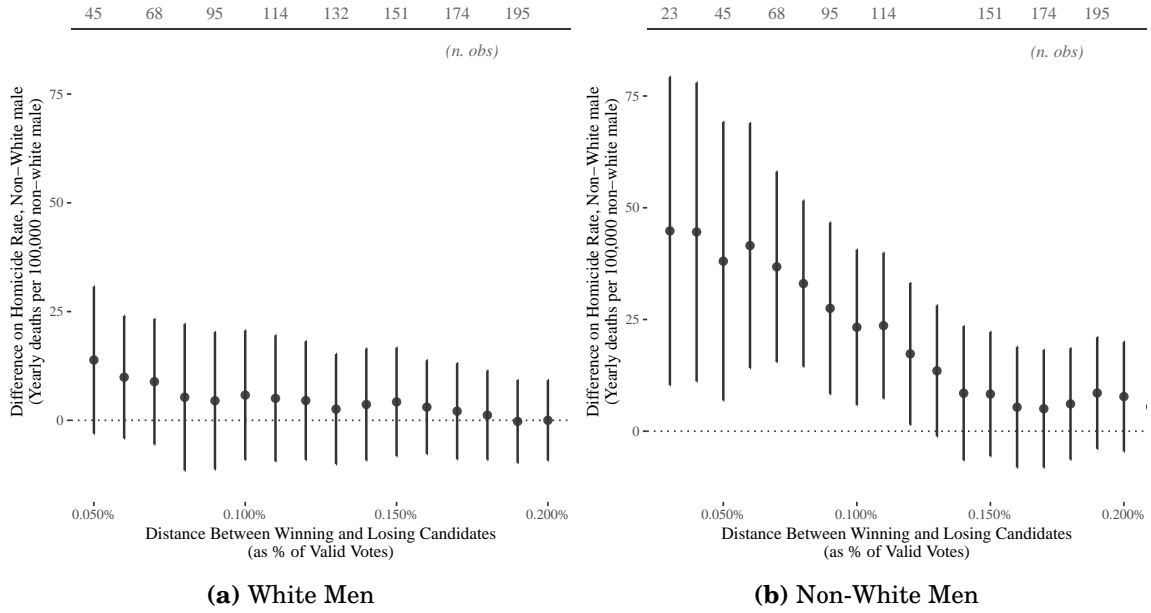 45 68 95 114 132 151 174 195
(n. obs)
75
50
25
0
Difference on Homicide Rate, Non−White male
(Yearly deaths per 100,000 non−white male)
0.050% 0.100% 0.150% 0.200%
Distance Between Winning and Losing Candidates
(as % of Valid Votes)
(a) White Men
23 45 68 95 114 151 174 195
(n. obs)
75
50
25
0
Difference on Homicide Rate, Non−White male
(Yearly deaths per 100,000 non−white male)
0.050% 0.100% 0.150% 0.200%
Distance Between Winning and Losing Candidates
(as % of Valid Votes)
(b) Non-White Men